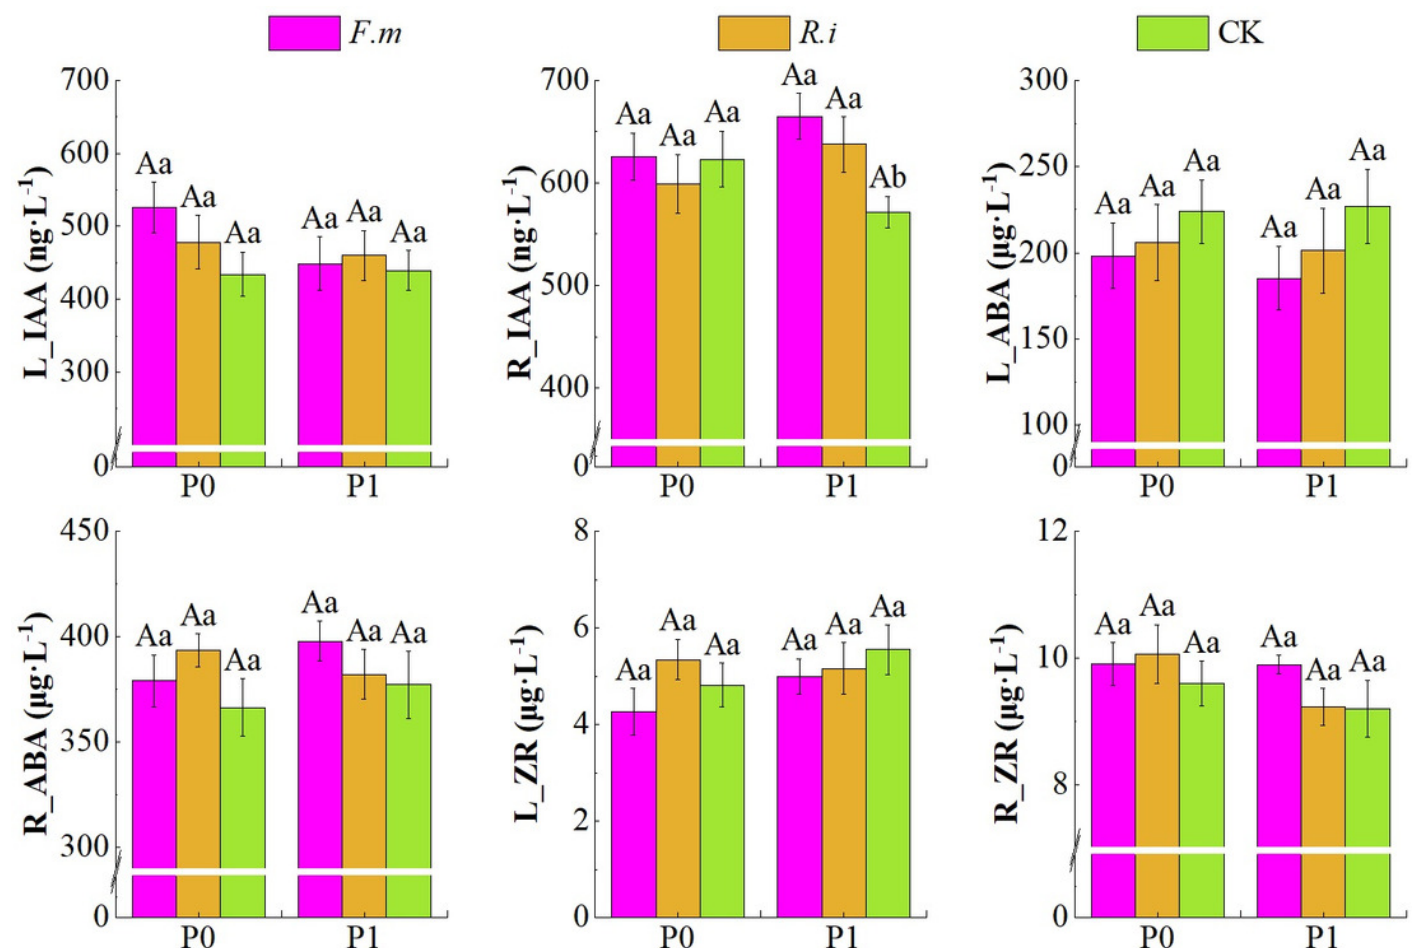 F.m
R.i
CK
700
600
500
400
300
0
L_IAA (ng·L⁻¹)
Aa
Aa
Aa
Aa
Aa
Aa
P0
P1
700
600
500
400
0
R_IAA (ng·L⁻¹)
Aa
Aa
Aa
Aa
Aa
Ab
P0
P1
300
250
200
150
100
0
L_ABA (µg·L⁻¹)
Aa
Aa
Aa
Aa
Aa
Aa
P0
P1
450
400
350
300
0
R_ABA (µg·L⁻¹)
Aa
Aa
Aa
Aa
Aa
Aa
P0
P1
8
6
4
2
0
L_ZR (µg·L⁻¹)
Aa
Aa
Aa
Aa
Aa
Aa
P0
P1
12
10
8
0
R_ZR (µg·L⁻¹)
Aa
Aa
Aa
Aa
Aa
Aa
P0
P1